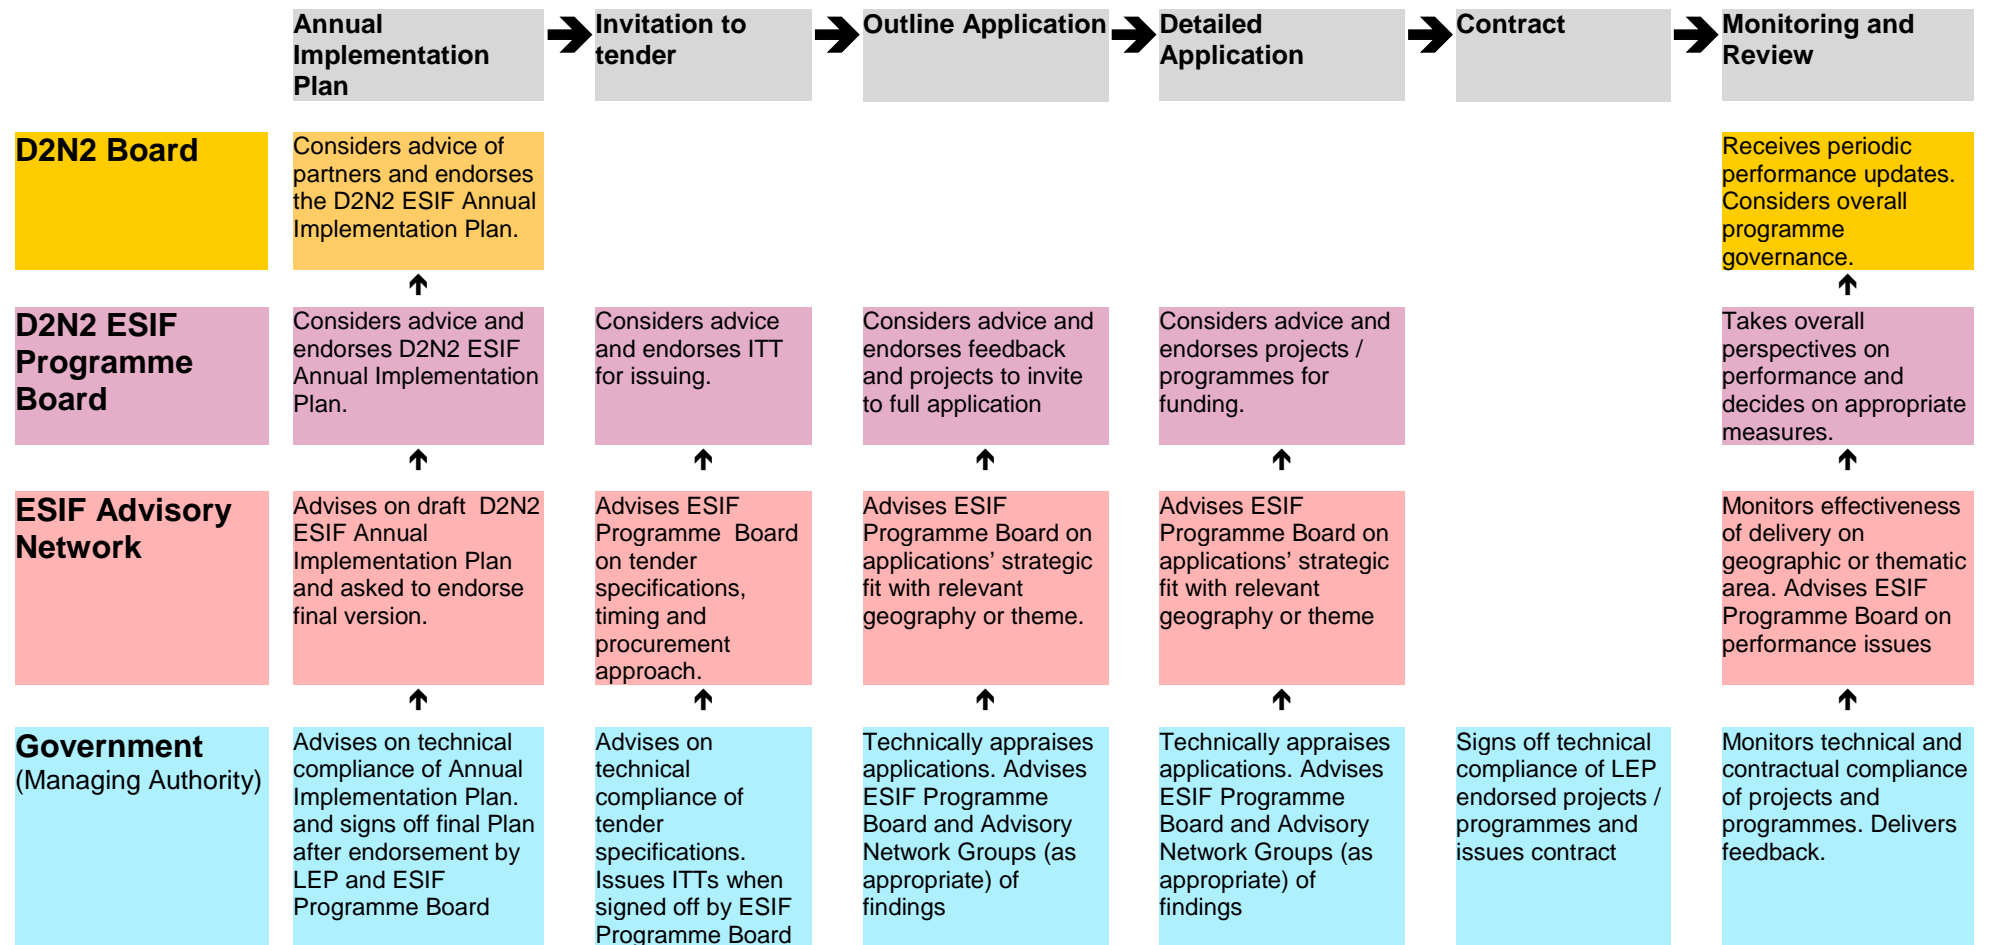 Annual
Implementation
Plan
Invitation to
tender
Outline Application
Detailed
Application
Contract
Monitoring and
Review
D2N2 Board
Considers advice of
partners and endorses
the D2N2 ESIF Annual
Implementation Plan.
Receives periodic
performance updates.
Considers overall
programme
governance.
D2N2 ESIF
Programme
Board
Considers advice and
endorses D2N2 ESIF
Annual Implementation
Plan.
Considers advice
and endorses ITT
for issuing.
Considers advice and
endorses feedback
and projects to invite
to full application
Considers advice and
endorses projects /
programmes for
funding.
Takes overall
perspectives on
performance and
decides on appropriate
measures.
ESIF Advisory
Network
Advises on draft  D2N2
ESIF Annual
Implementation Plan
and asked to endorse
final version.
Advises ESIF
Programme  Board
on tender
specifications,
timing and
procurement
approach.
Advises ESIF
Programme Board on
applications’ strategic
fit with relevant
geography or theme.
Advises ESIF
Programme Board on
applications’ strategic
fit with relevant
geography or theme
Monitors effectiveness
of delivery on
geographic or thematic
area. Advises ESIF
Programme Board on
performance issues
Government
(Managing Authority)
Advises on technical
compliance of Annual
Implementation Plan.
and signs off final Plan
after endorsement by
LEP and ESIF
Programme Board
Advises on
technical
compliance of
tender
specifications.
Issues ITTs when
signed off by ESIF
Programme Board
Technically appraises
applications. Advises
ESIF Programme
Board and Advisory
Network Groups (as
appropriate) of
findings
Technically appraises
applications. Advises
ESIF Programme
Board and Advisory
Network Groups (as
appropriate) of
findings
Signs off technical
compliance of LEP
endorsed projects /
programmes and
issues contract
Monitors technical and
contractual compliance
of projects and
programmes. Delivers
feedback.